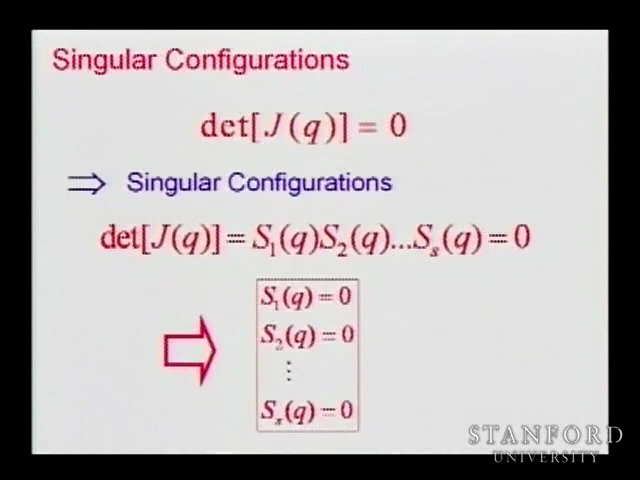 Singular Configurations
det[J(q)] = 0
⇒ Singular Configurations
det[J(q)] = S₁(q)S₂(q)...Sₛ(q) = 0
S₁(q) = 0
S₂(q) = 0
⋮
Sₛ(q) = 0
STANFORD
UNIVERSITY